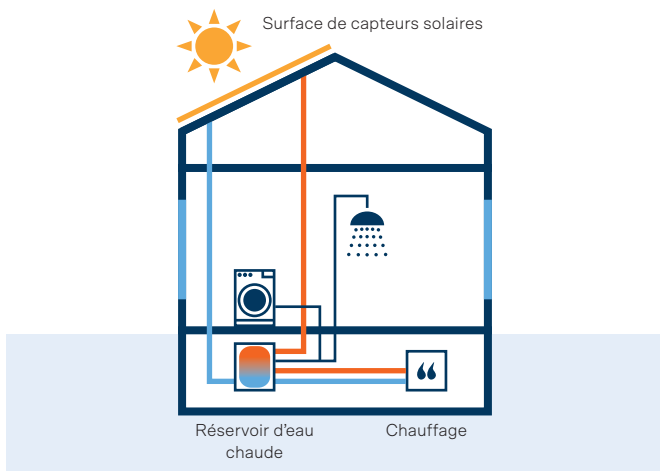 Surface de capteurs solaires
Réservoir d'eau
chaude
Chauffage